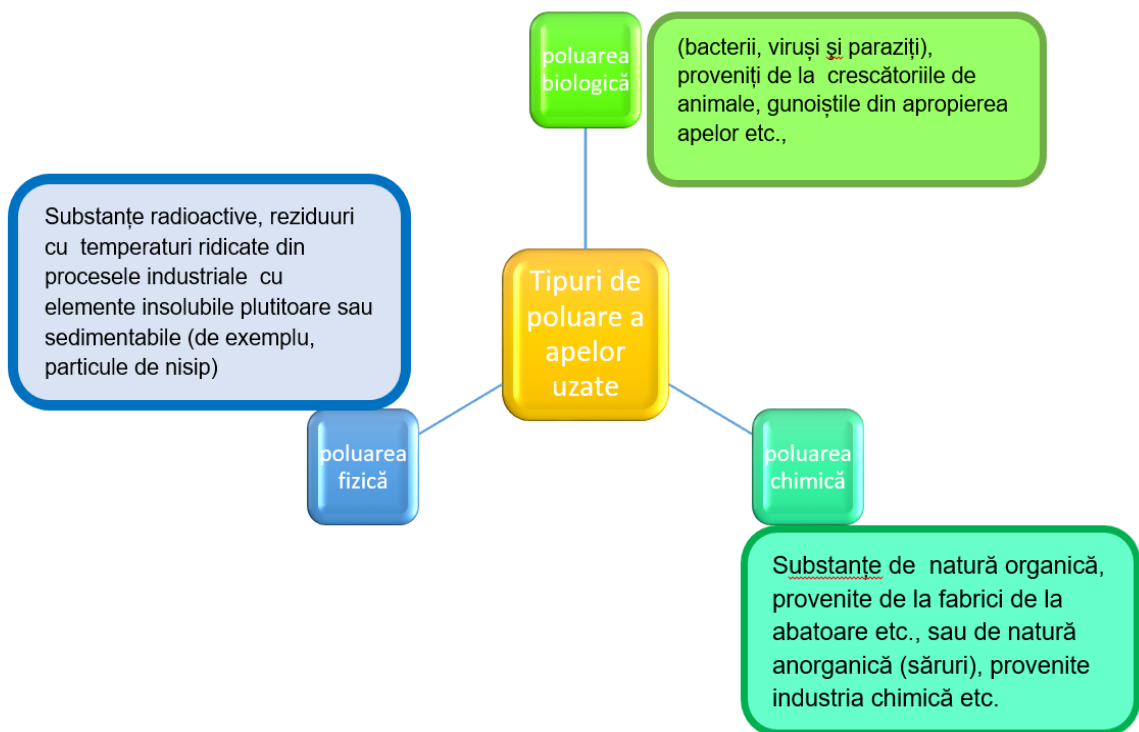 poluarea
biologică
(bacterii, viruși și paraziți),
proveniți de la crescătoriile de
animale, gunoiștile din apropierea
apelor etc.,
Substanțe radioactive, reziduuri
cu temperaturi ridicate din
procesele industriale cu
elemente insolubile plutitoare sau
sedimentabile (de exemplu,
particule de nisip)
Tipuri de
poluare a
apelor
uzate
poluarea
fizică
poluarea
chimică
Substanțe de natură organică,
provenite de la fabrici de la
abatoare etc., sau de natură
anorganică (săruri), provenite
industria chimică etc.